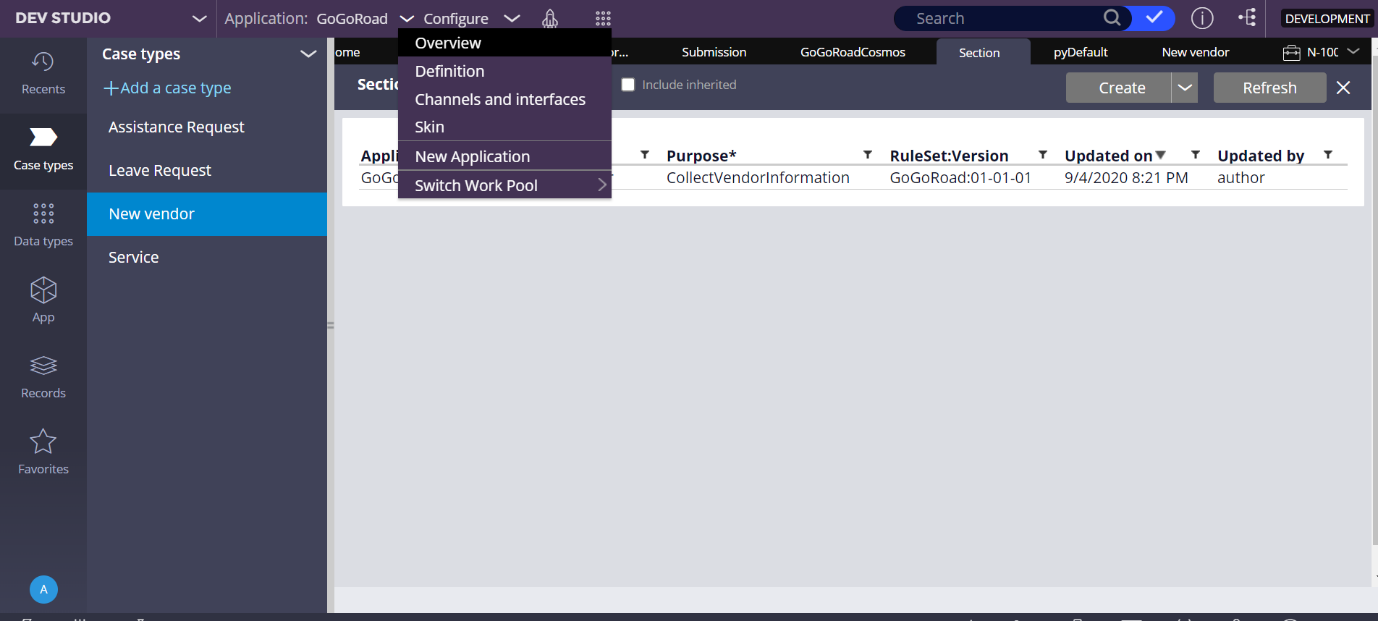 DEV STUDIO Application: GoGoRoad Configure Search DEVELOPMENT
Recents
Case types
Data types
App
Records
Favorites
A
Case types
+Add a case type
Assistance Request
Leave Request
New vendor
Service
Overview
Definition
Channels and interfaces
Skin
New Application
Switch Work Pool
ome or... Submission GoGoRoadCosmos Section pyDefault New vendor N-100
Sectio Include inherited Create Refresh
Appli Purpose* RuleSet:Version Updated on Updated by
GoGo CollectVendorInformation GoGoRoad:01-01-01 9/4/2020 8:21 PM author